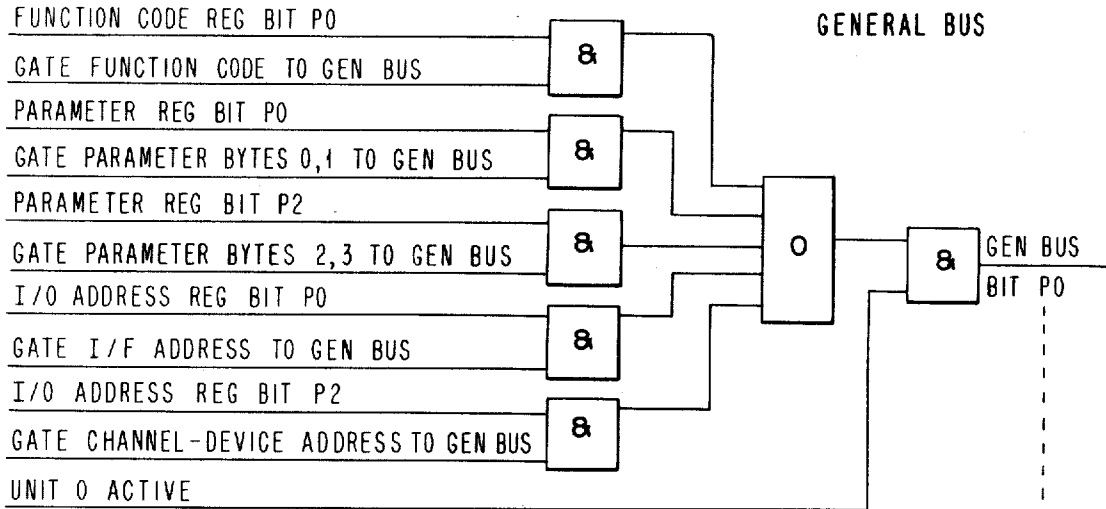 FUNCTION CODE REG BIT P0
GENERAL BUS
&
GATE FUNCTION CODE TO GEN BUS
PARAMETER REG BIT P0
&
GATE PARAMETER BYTES 0,1 TO GEN BUS
PARAMETER REG BIT P2
&
GATE PARAMETER BYTES 2,3 TO GEN BUS
O
&
GEN BUS
BIT P0
I/O ADDRESS REG BIT P0
&
GATE I/F ADDRESS TO GEN BUS
I/O ADDRESS REG BIT P2
&
GATE CHANNEL-DEVICE ADDRESS TO GEN BUS
UNIT 0 ACTIVE